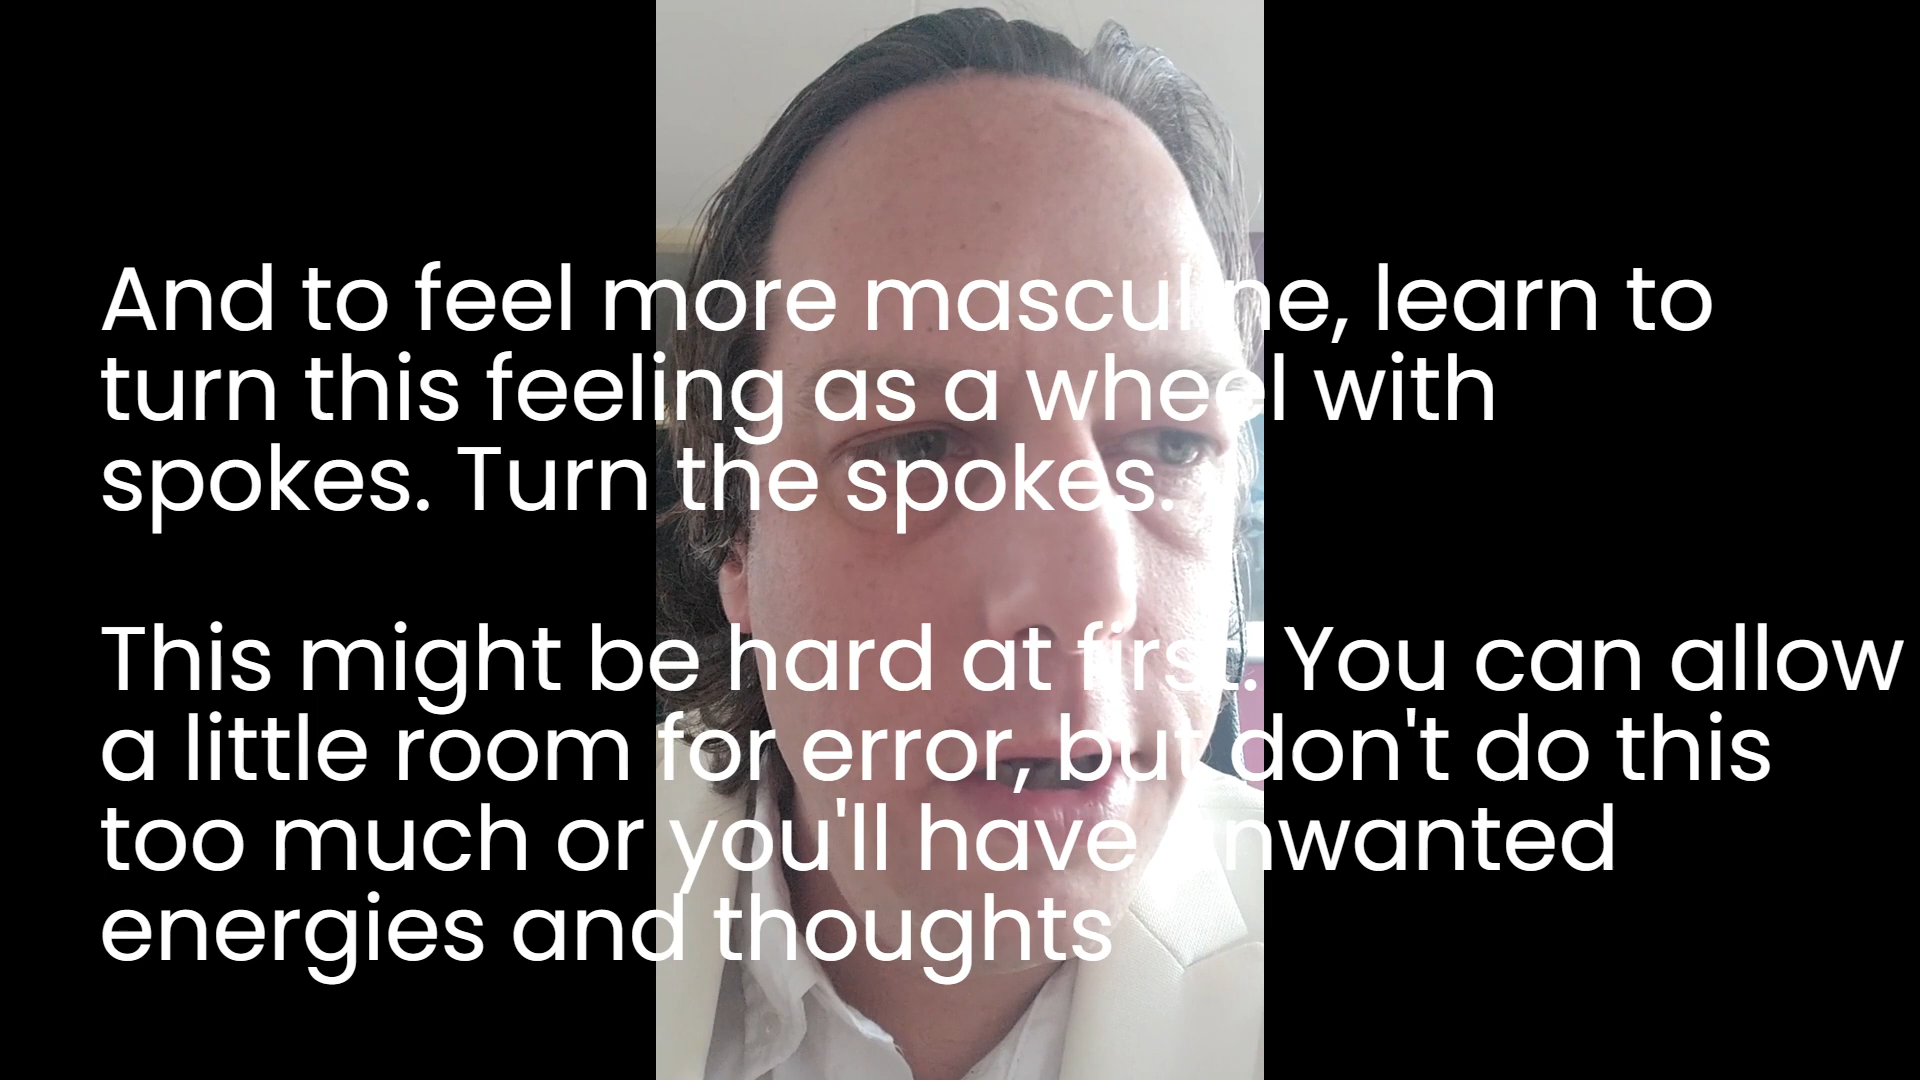 And to feel more masculine, learn to
turn this feeling as a wheel with
spokes. Turn the spokes.
This might be hard at first. You can allow
a little room for error, but don't do this
too much or you'll have unwanted
energies and thoughts